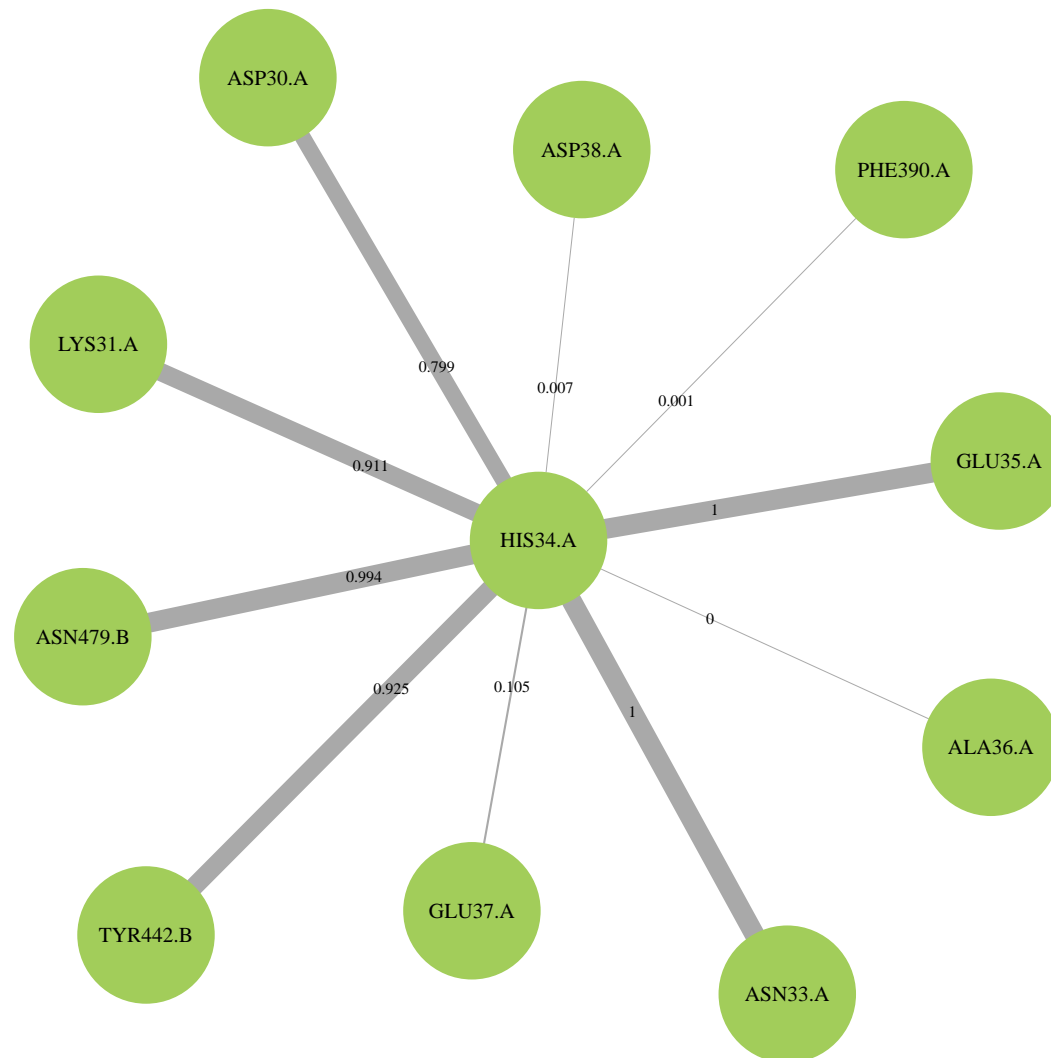 ASP30.A
ASP38.A
PHE390.A
LYS31.A
0.799
0.007
0.001
GLU35.A
0.911
1
HIS34.A
0.994
0
ASN479.B
0.925
0.105
1
ALA36.A
GLU37.A
TYR442.B
ASN33.A